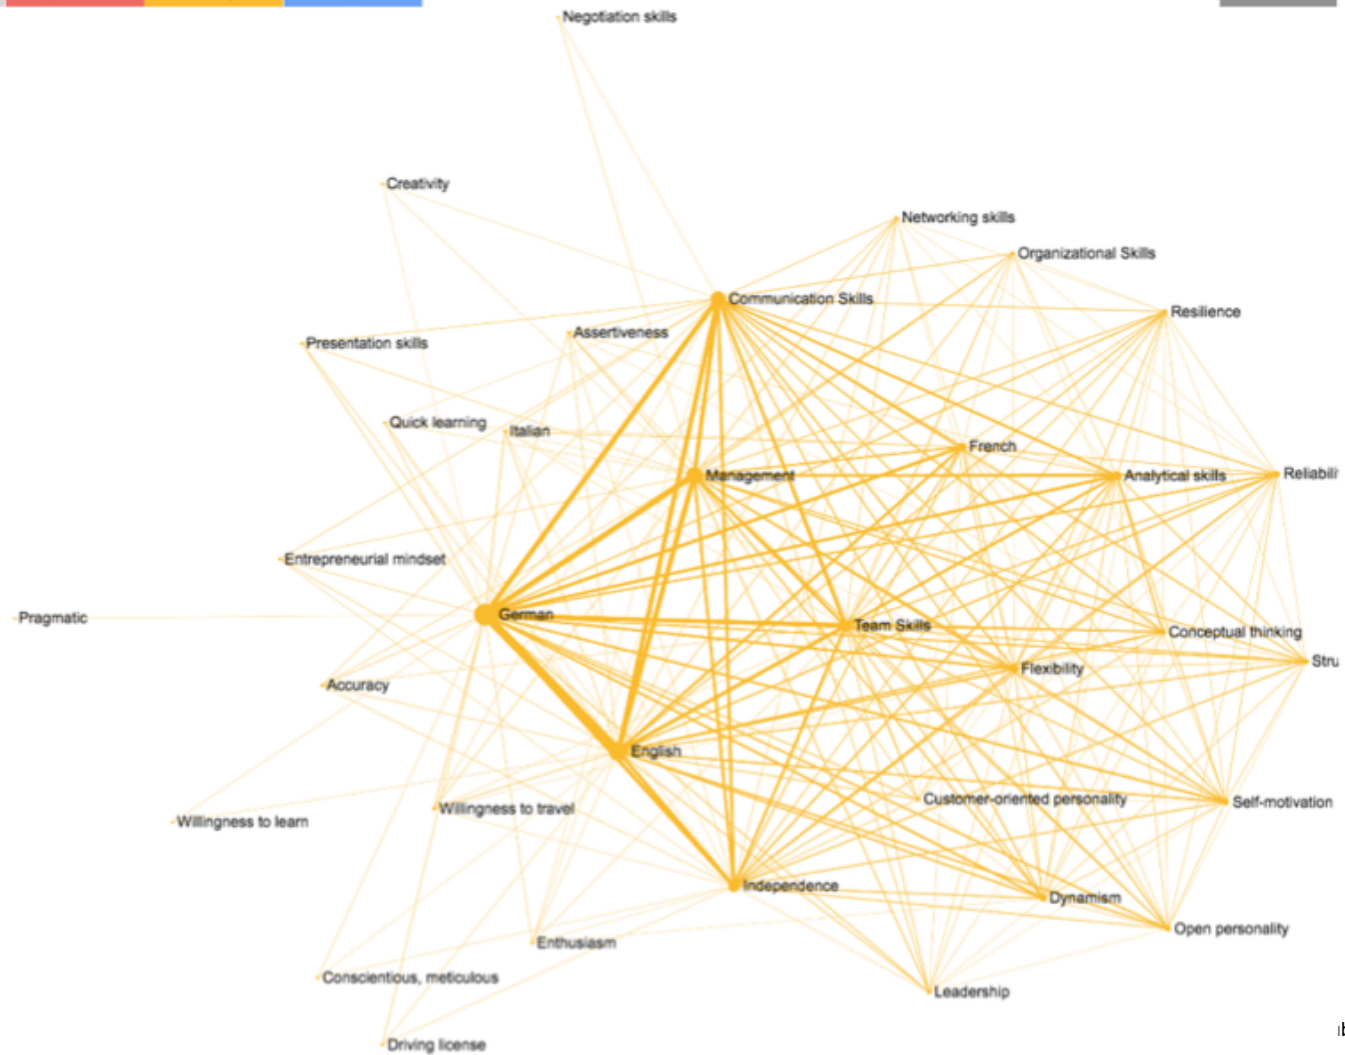 Negotiation skills
Creativity
Networking skills
Organizational Skills
Communication Skills
Resilience
Assertiveness
Presentation skills
Quick learning
Italian
French
Management
Analytical skills
Reliabili
Entrepreneurial mindset
German
Pragmatic
Team Skills
Conceptual thinking
Stru
Flexibility
Accuracy
English
Customer-oriented personality
Self-motivation
Willingness to travel
Willingness to learn
Independence
Dynamism
Open personality
Enthusiasm
Conscientious, meticulous
Leadership
Driving license